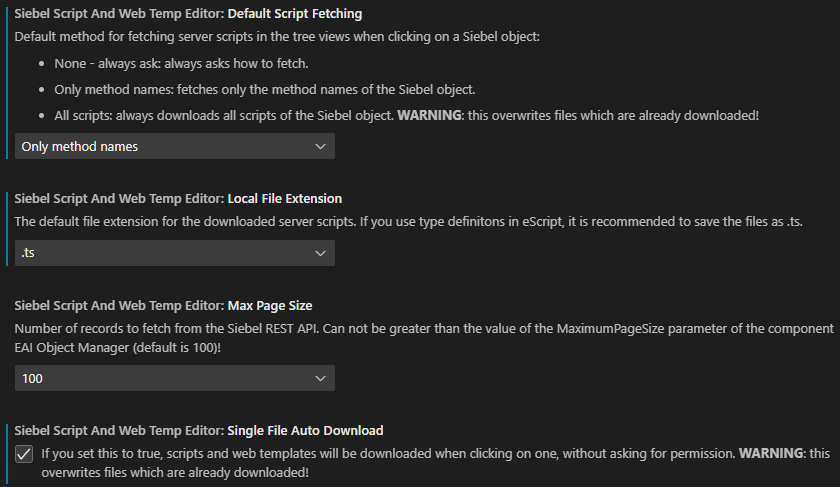 Siebel Script And Web Temp Editor: Default Script Fetching
Default method for fetching server scripts in the tree views when clicking on a Siebel object:
• None - always ask: always asks how to fetch.
• Only method names: fetches only the method names of the Siebel object.
• All scripts: always downloads all scripts of the Siebel object. WARNING: this overwrites files which are already downloaded!
Only method names
Siebel Script And Web Temp Editor: Local File Extension
The default file extension for the downloaded server scripts. If you use type definitons in eScript, it is recommended to save the files as .ts.
.ts
Siebel Script And Web Temp Editor: Max Page Size
Number of records to fetch from the Siebel REST API. Can not be greater than the value of the MaximumPageSize parameter of the component
EAI Object Manager (default is 100)!
100
Siebel Script And Web Temp Editor: Single File Auto Download
If you set this to true, scripts and web templates will be downloaded when clicking on one, without asking for permission. WARNING: this
overwrites files which are already downloaded!